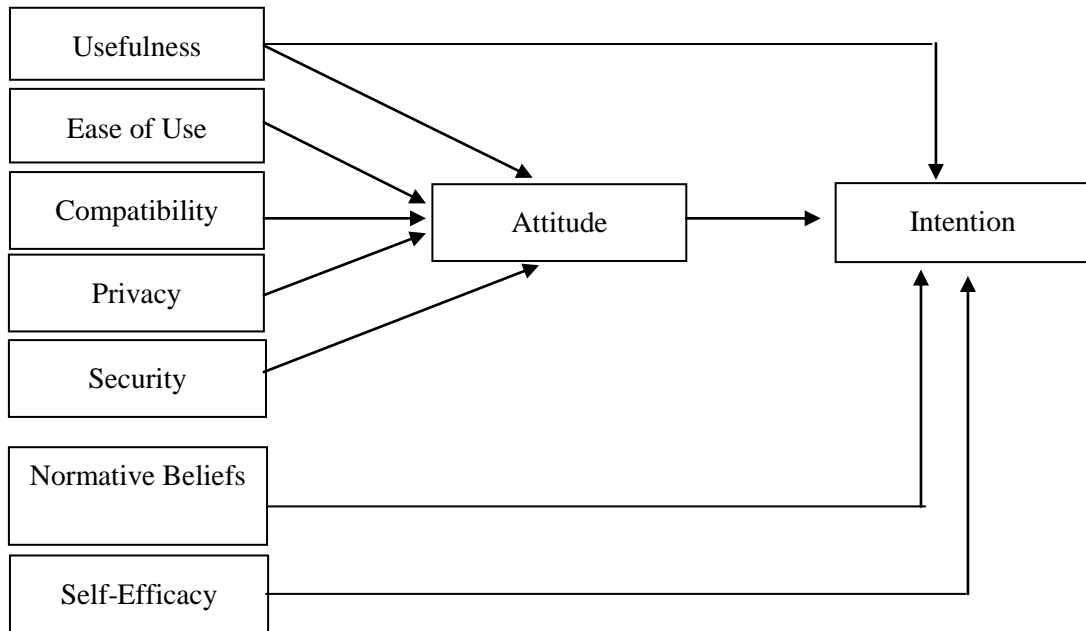 Usefulness
Ease of Use
Compatibility
Attitude
Intention
Privacy
Security
Normative Beliefs
Self-Efficacy